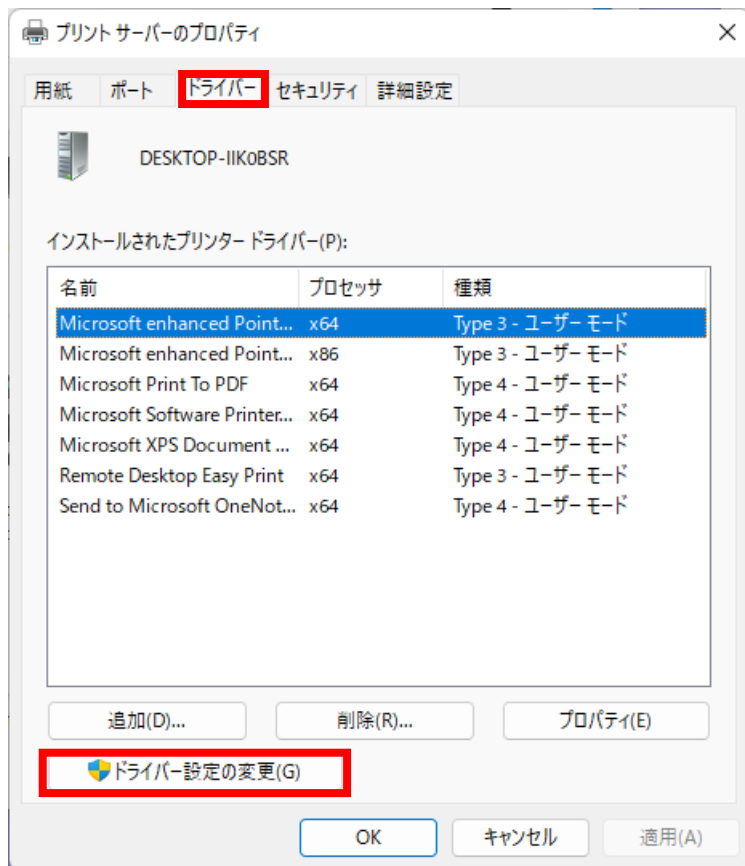 プリント サーバーのプロパティ
用紙 ポート ドライバー セキュリティ 詳細設定
DESKTOP-IIK0BSR
インストールされたプリンター ドライバー(P):
名前 プロセッサ 種類
Microsoft enhanced Point... x64 Type 3 - ユーザー モード
Microsoft enhanced Point... x86 Type 3 - ユーザー モード
Microsoft Print To PDF x64 Type 4 - ユーザー モード
Microsoft Software Printer... x64 Type 4 - ユーザー モード
Microsoft XPS Document ... x64 Type 4 - ユーザー モード
Remote Desktop Easy Print x64 Type 3 - ユーザー モード
Send to Microsoft OneNot... x64 Type 4 - ユーザー モード
追加(D)... 削除(R)... プロパティ(E)
ドライバー設定の変更(G)
OK キャンセル 適用(A)